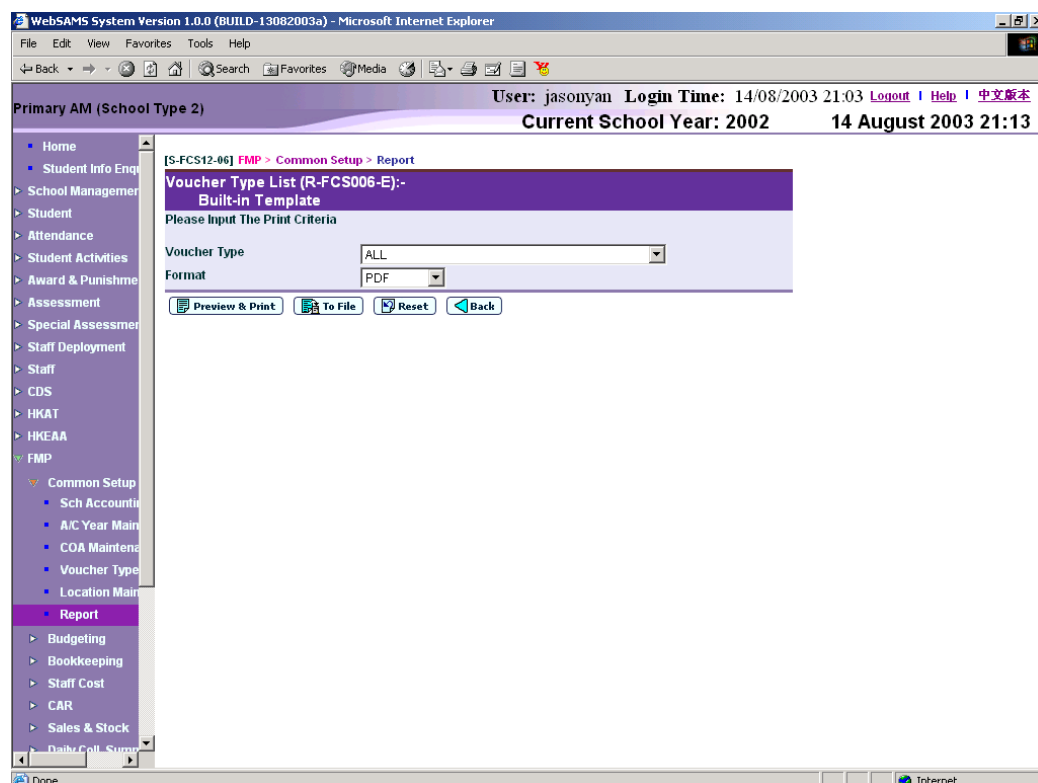 WebSAMS System Version 1.0.0 (BUILD-13082003a) - Microsoft Internet Explorer
File Edit View Favorites Tools Help
Back Search Favorites Media
User: jasonyan Login Time: 14/08/2003 21:03 Logout | Help | 中文版本
Primary AM (School Type 2)
Current School Year: 2002 14 August 2003 21:13
Home
Student Info Enqu
School Managemen
Student
Attendance
Student Activities
Award & Punishme
Assessment
Special Assessmen
Staff Deployment
Staff
CDS
HKAT
HKEAA
FMP
Common Setup
Sch Accountin
A/C Year Main
COA Maintena
Voucher Type
Location Main
Report
Budgeting
Bookkeeping
Staff Cost
CAR
Sales & Stock
Daily Coll. Summ
[S-FCS12-06] FMP > Common Setup > Report
Voucher Type List (R-FCS006-E):-
Built-in Template
Please Input The Print Criteria
Voucher Type ALL
Format PDF
Preview & Print To File Reset Back
Done Internet